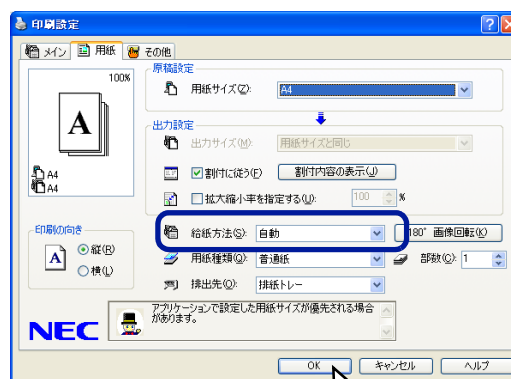 印刷設定
メイン 用紙 その他
100%
A
A4
A4
印刷の向き
A 縦(R)
横(L)
原稿設定
用紙サイズ(Z): A4
出力設定
出力サイズ(M): 用紙サイズと同じ
割付に従う(F) 割付内容の表示(J)
拡大縮小率を指定する(U): 100 %
給紙方法(S): 自動 180° 画像回転(K)
用紙種類(Q): 普通紙 部数(C): 1
排出先(O): 排紙トレー
NEC
アプリケーションで設定した用紙サイズが優先される場合
があります。
OK キャンセル ヘルプ